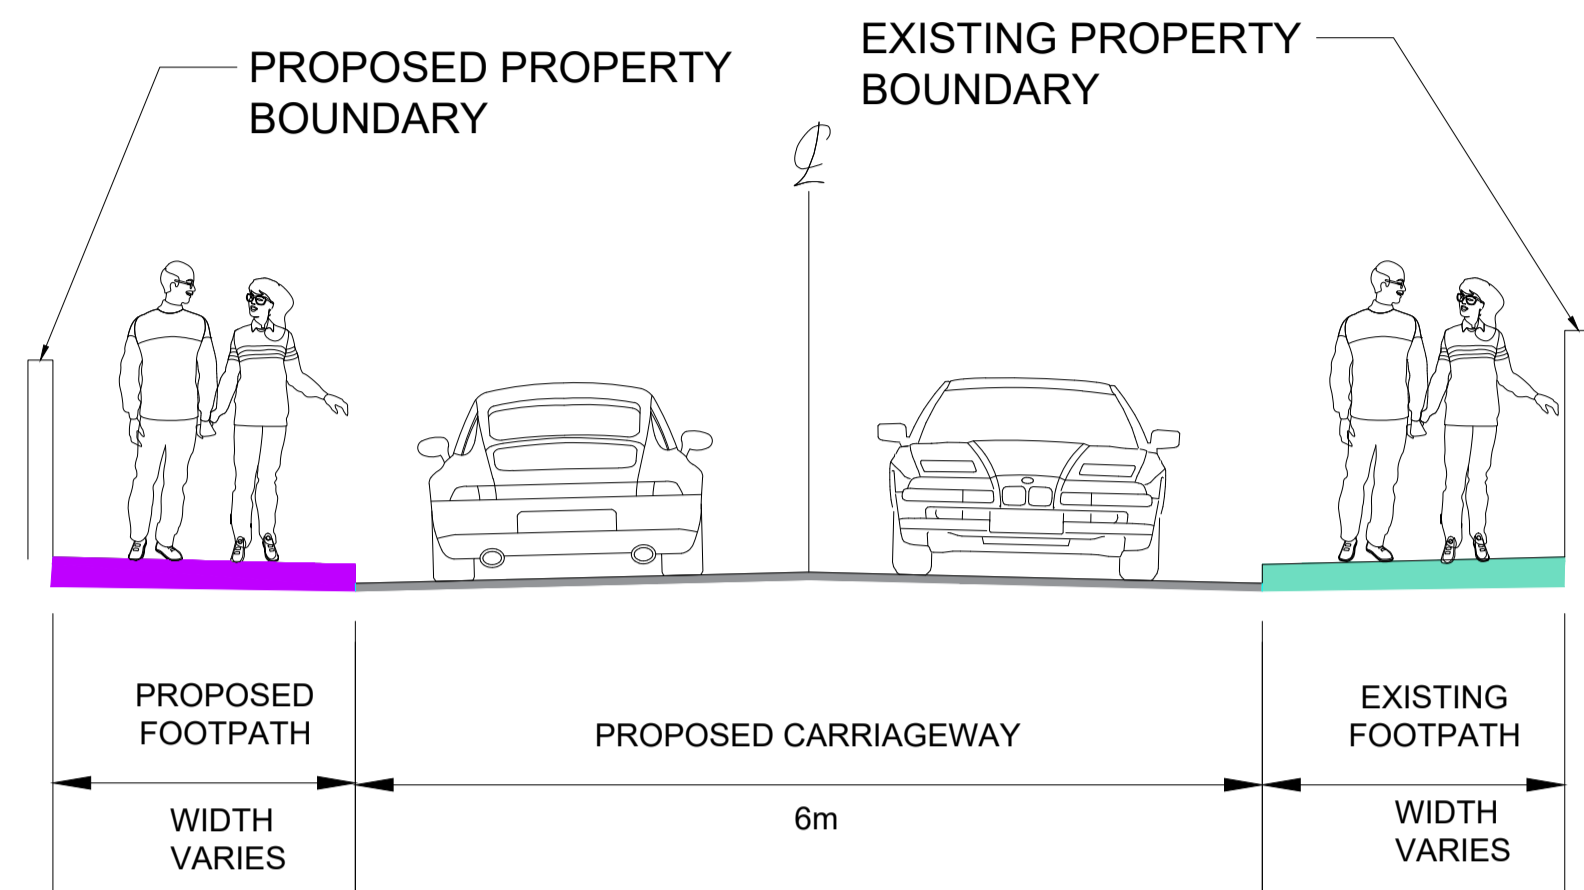 PROPOSED PROPERTY
BOUNDARY
EXISTING PROPERTY
BOUNDARY
℄
PROPOSED
FOOTPATH
PROPOSED CARRIAGEWAY
EXISTING
FOOTPATH
WIDTH
VARIES
6m
WIDTH
VARIES